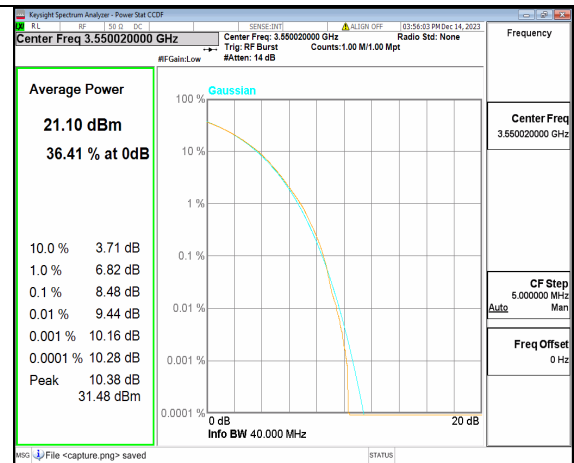 Keysight Spectrum Analyzer - Power Stat CCDF
RL RF 50 Ω DC SENSE:INT ALIGN OFF 03:56:03 PM Dec 14, 2023
Center Freq 3.550020000 GHz
Center Freq: 3.550020000 GHz Radio Std: None
Trig: RF Burst Counts:1.00 M/1.00 Mpt
#IFGain:Low #Atten: 14 dB
Frequency
Average Power
21.10 dBm
36.41 % at 0dB
10.0 % 3.71 dB
1.0 % 6.82 dB
0.1 % 8.48 dB
0.01 % 9.44 dB
0.001 % 10.16 dB
0.0001 % 10.28 dB
Peak 10.38 dB
31.48 dBm
Gaussian
100 %
10 %
1 %
0.1 %
0.01 %
0.001 %
0.0001 %
0 dB 20 dB
Info BW 40.000 MHz
Center Freq
3.550020000 GHz
CF Step
5.000000 MHz
Auto Man
Freq Offset
0 Hz
MSG File <capture.png> saved STATUS